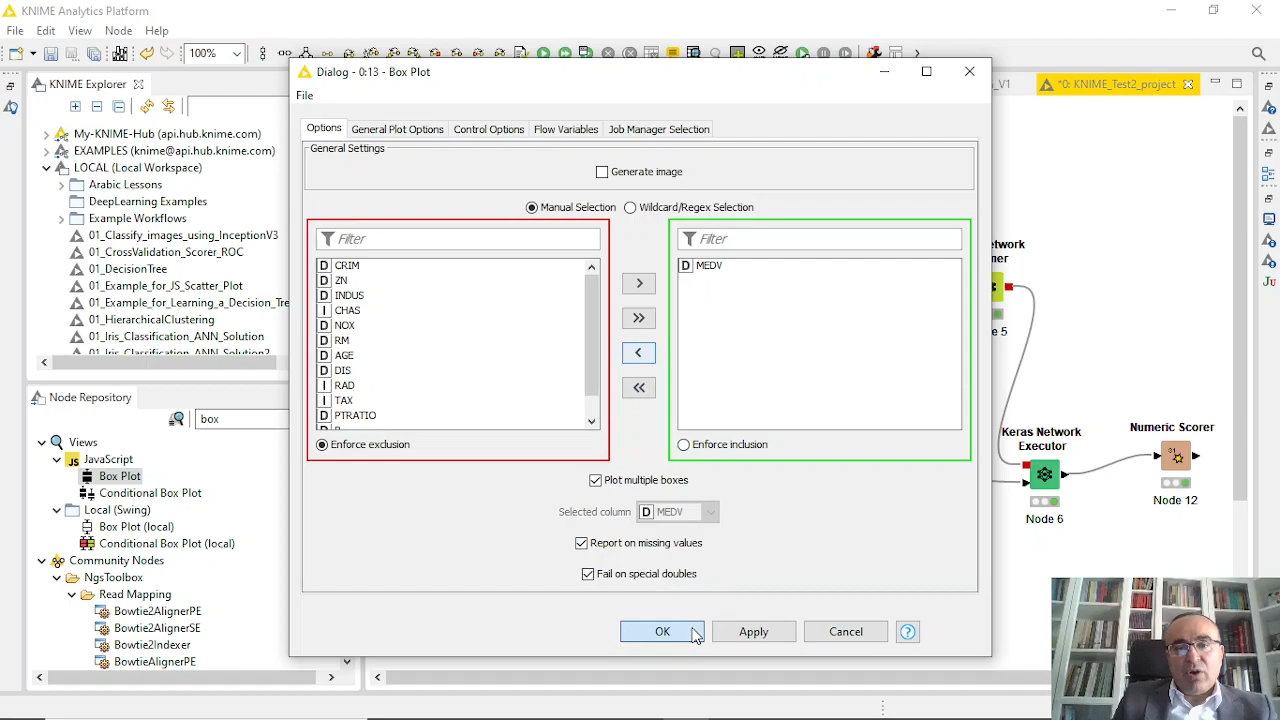 KNIME Analytics Platform
File Edit View Node Help
100%
KNIME Explorer
My-KNIME-Hub (api.hub.knime.com)
EXAMPLES (knime@api.hub.knime.com)
LOCAL (Local Workspace)
Arabic Lessons
DeepLearning Examples
Example Workflows
01_Classify_images_using_InceptionV3
01_CrossValidation_Scorer_ROC
01_DecisionTree
01_Example_for_JS_Scatter_Plot
01_Example_for_Learning_a_Decision_Tre
01_HierarchicalClustering
01_Iris_Classification_ANN_Solution
01_Iris_Classification_ANN_Solution2
Node Repository
box
Views
JavaScript
Box Plot
Conditional Box Plot
Local (Swing)
Box Plot (local)
Conditional Box Plot (local)
Community Nodes
NgsToolbox
Read Mapping
Bowtie2AlignerPE
Bowtie2AlignerSE
Bowtie2Indexer
BowtieAlignerPE
Dialog - 0:13 - Box Plot
File
Options General Plot Options Control Options Flow Variables Job Manager Selection
General Settings
Generate image
Manual Selection Wildcard/Regex Selection
Filter
D CRIM
D ZN
D INDUS
I CHAS
D NOX
D RM
D AGE
D DIS
I RAD
I TAX
D PTRATIO
Enforce exclusion
> 
>>
<
<<
Filter
D MEDV
Enforce inclusion
Plot multiple boxes
Selected column D MEDV
Report on missing values
Fail on special doubles
OK Apply Cancel ?
_V1 *0: KNIME_Test2_project
twork
ner
e 5
Keras Network
Executor
Node 6
Numeric Scorer
Node 12
Ju